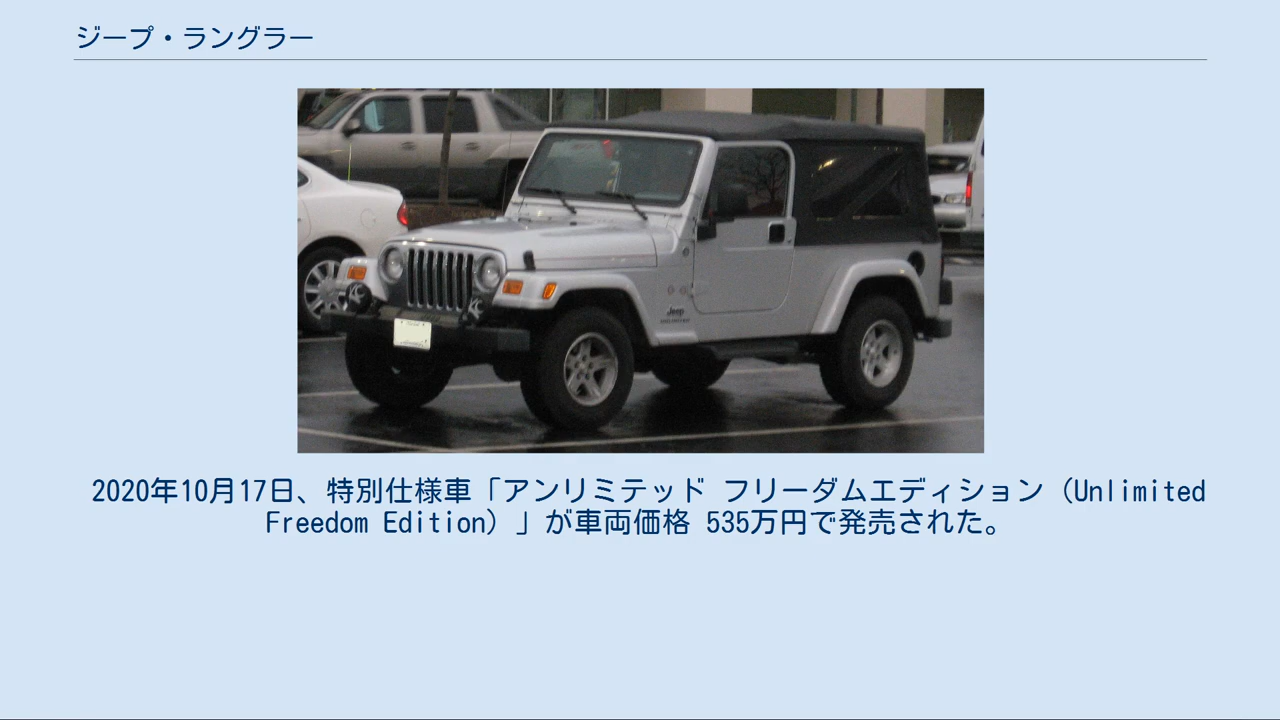 ジープ・ラングラー
Jeep
2020年10月17日、特別仕様車「アンリミテッド フリーダムエディション（Unlimited
Freedom Edition）」が車両価格 535万円で発売された。